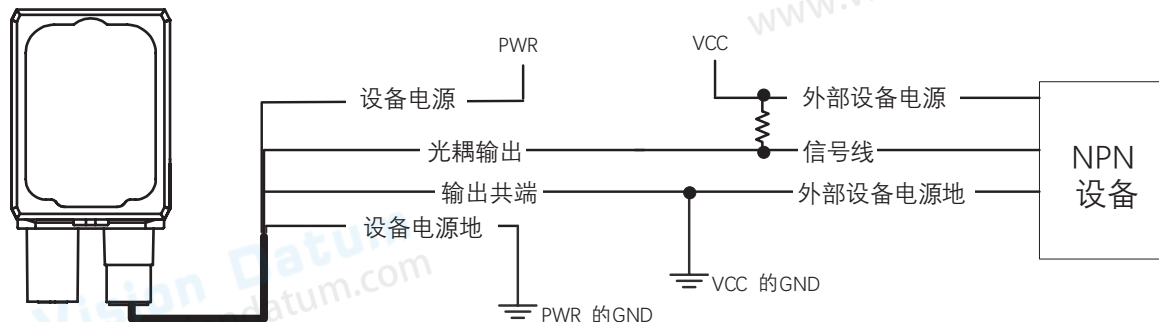 www.v
PWR
VCC
设备电源
外部设备电源
光耦输出
信号线
NPN
设备
输出共端
外部设备电源地
设备电源地
VCC 的GND
PWR 的GND
Vision Datum
datum.com